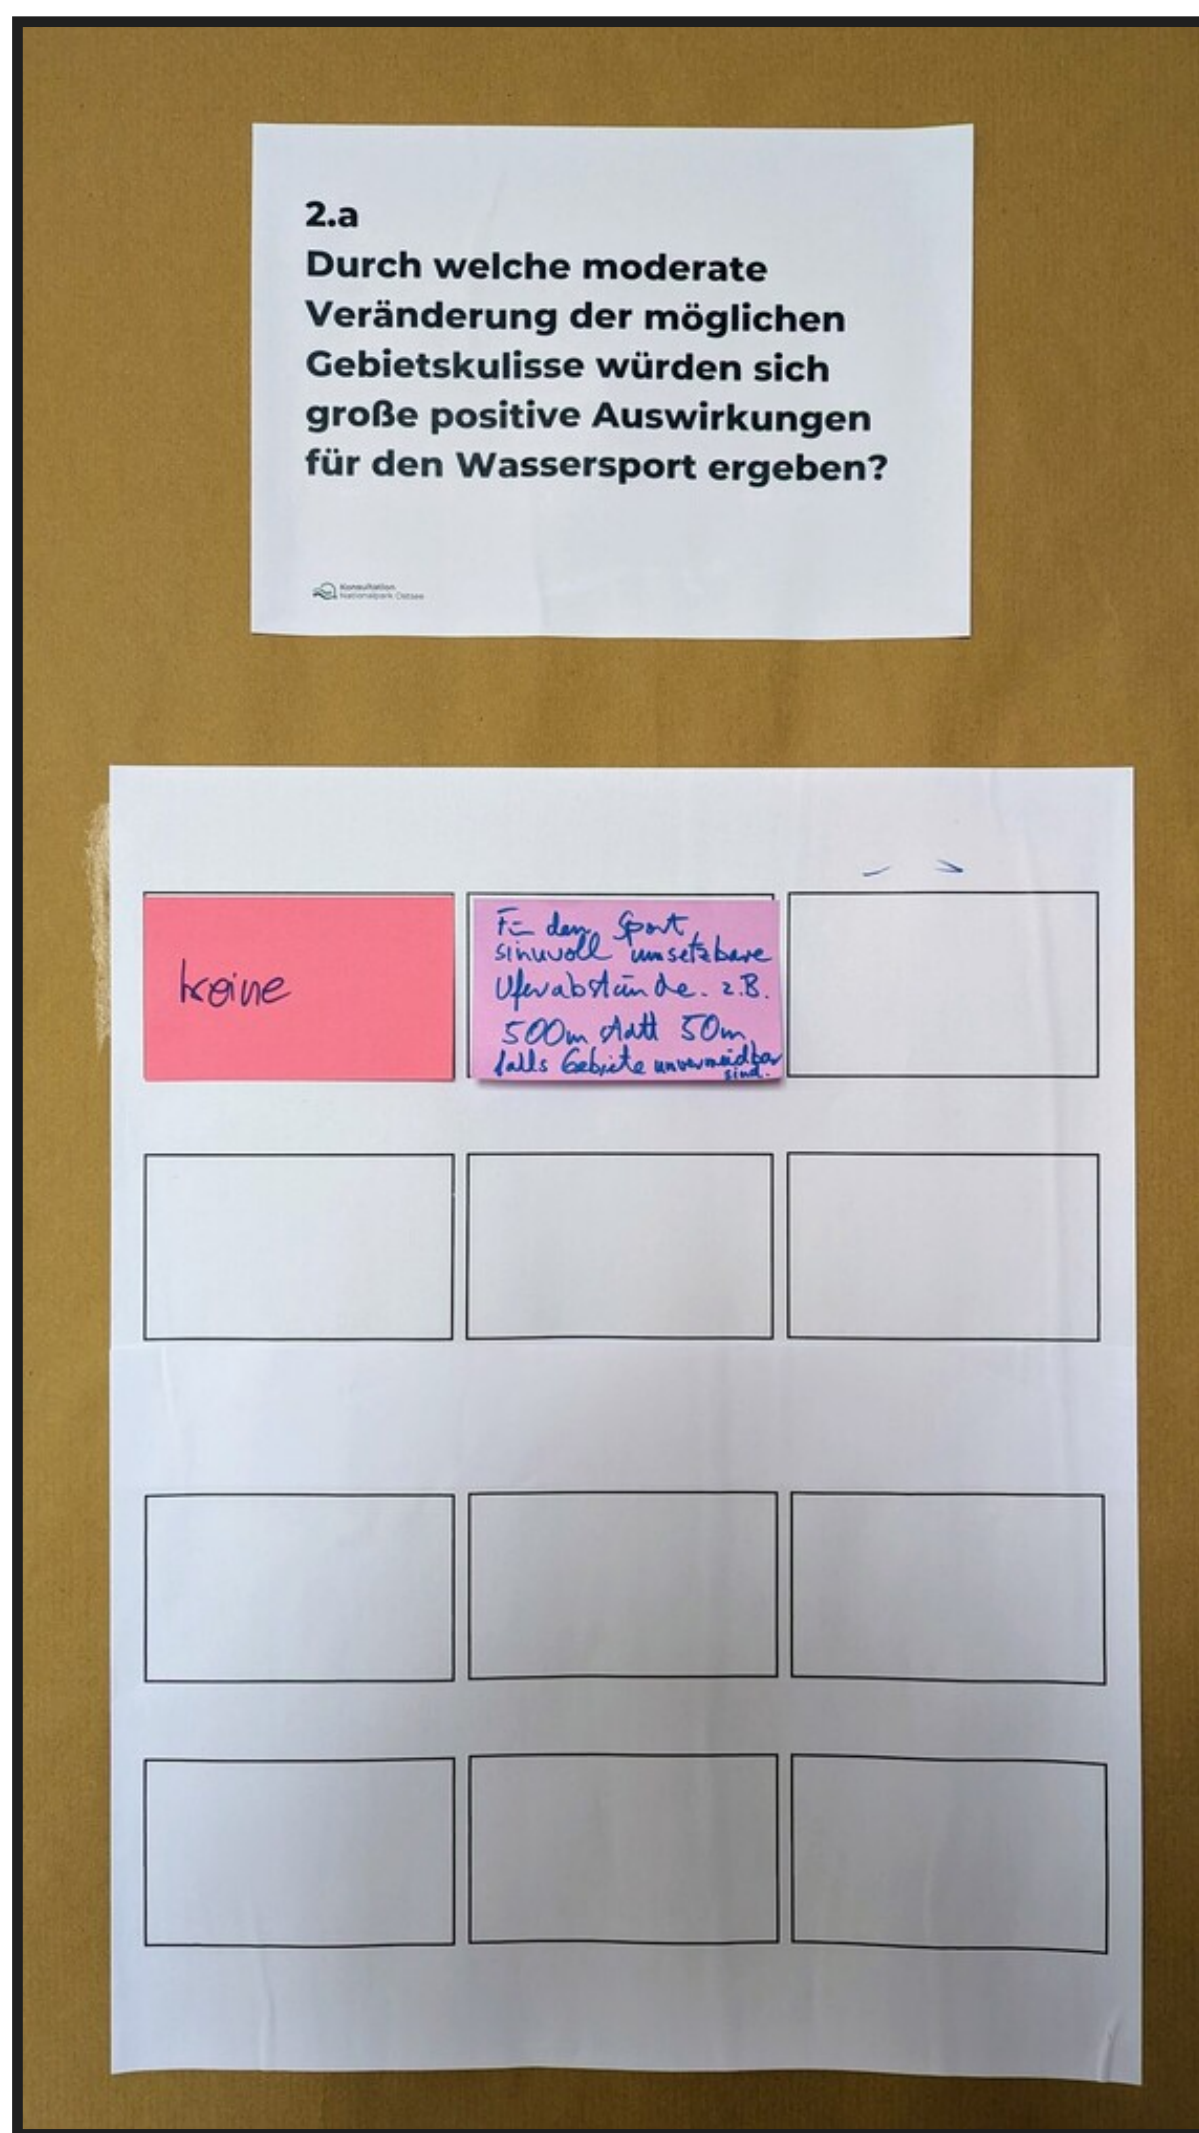 2.a
Durch welche moderate
Veränderung der möglichen
Gebietskulisse würden sich
große positive Auswirkungen
für den Wassersport ergeben?
Konsultation
Nationalpark Ostsee
keine
Für den Sport
sinnvoll umsetzbare
Uferabstände. z.B.
500m statt 50m
falls Gebiete unvermeidbar
sind.